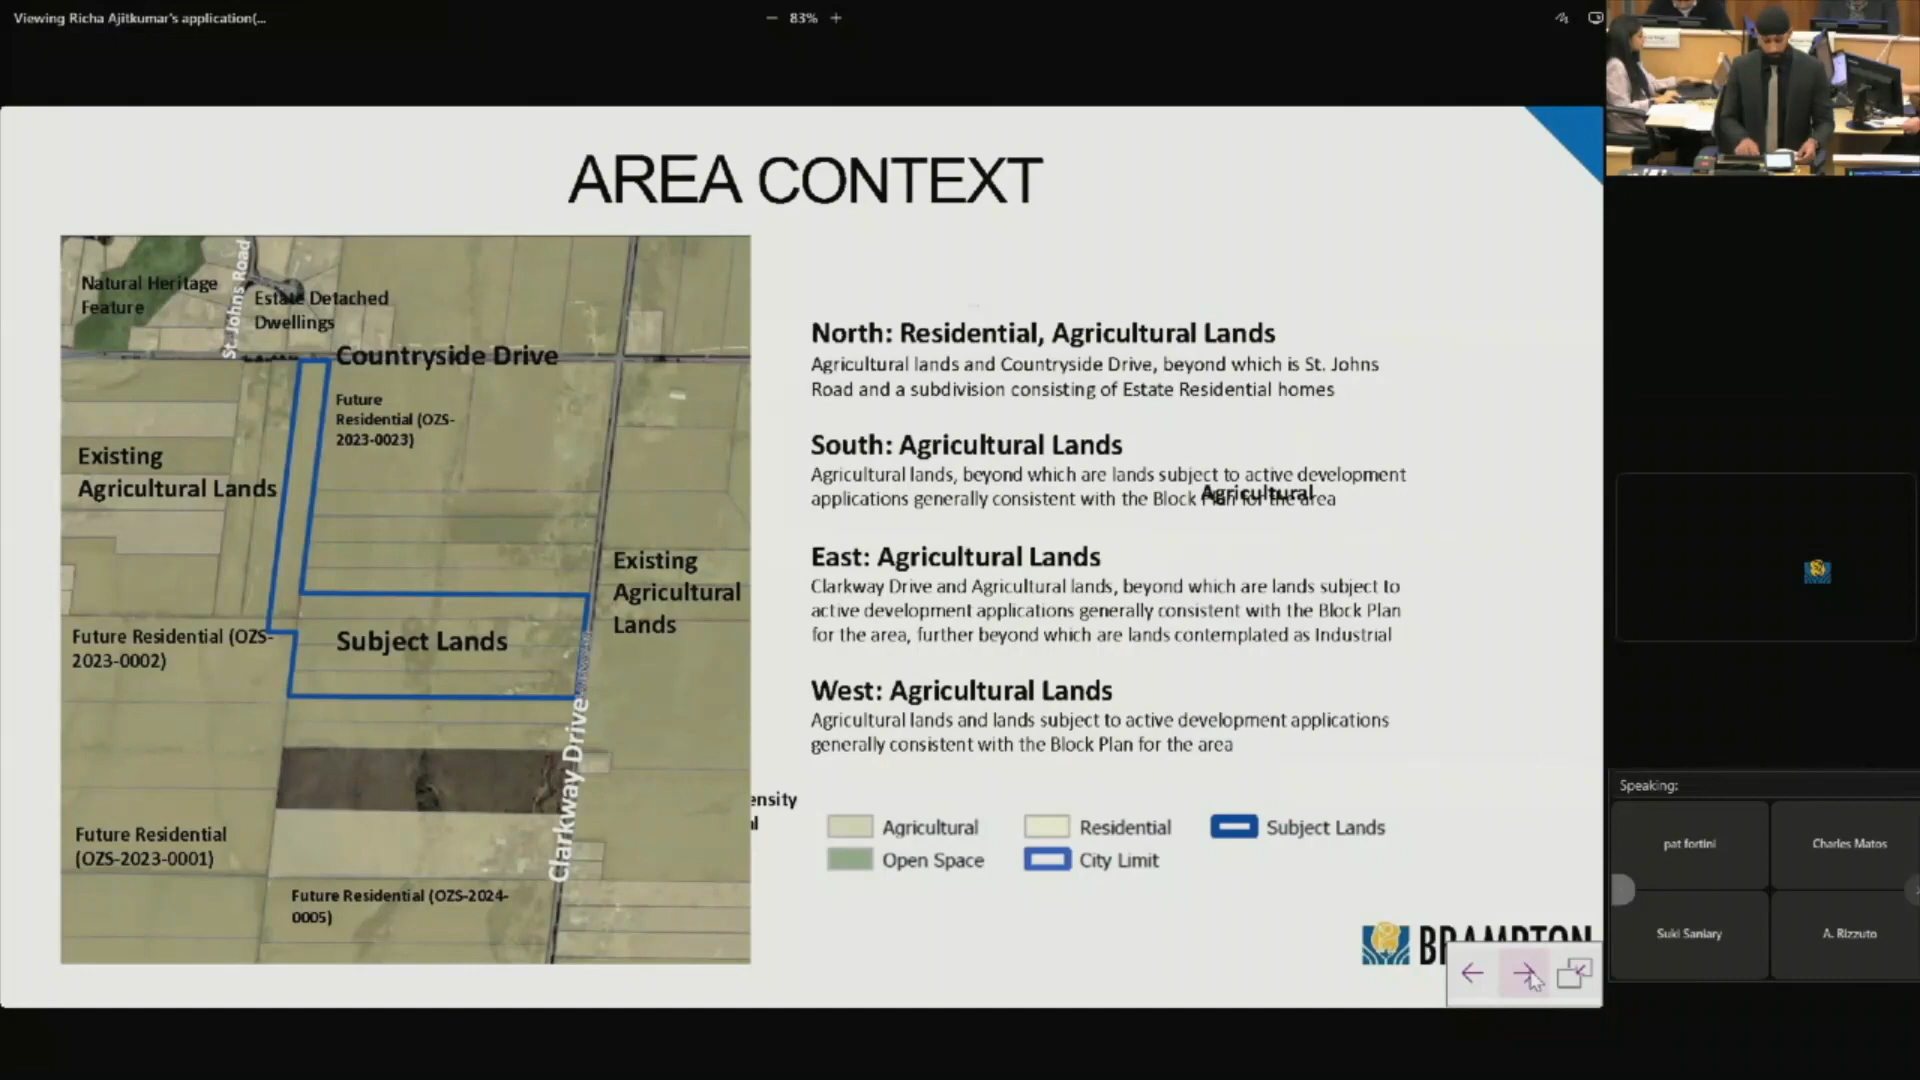 Viewing Richa Ajitkumar's application(...
83%
AREA CONTEXT
Natural Heritage
Feature
St. Johns Road
Estate Detached
Dwellings
Countryside Drive
Future
Residential (OZS-
2023-0023)
Existing
Agricultural Lands
Existing
Agricultural
Lands
Future Residential (OZS-
2023-0002)
Subject Lands
Clarkway Drive
Future Residential
(OZS-2023-0001)
Future Residential (OZS-2024-
0005)
North: Residential, Agricultural Lands
Agricultural lands and Countryside Drive, beyond which is St. Johns
Road and a subdivision consisting of Estate Residential homes
South: Agricultural Lands
Agricultural lands, beyond which are lands subject to active development
applications generally consistent with the Block Plan for the area
Agricultural
East: Agricultural Lands
Clarkway Drive and Agricultural lands, beyond which are lands subject to
active development applications generally consistent with the Block Plan
for the area, further beyond which are lands contemplated as Industrial
West: Agricultural Lands
Agricultural lands and lands subject to active development applications
generally consistent with the Block Plan for the area
ensity
l
Agricultural
Residential
Subject Lands
Open Space
City Limit
BRAMPTON
Speaking:
pat fortini
Charles Matos
Suki Saniary
A. Rizzuto